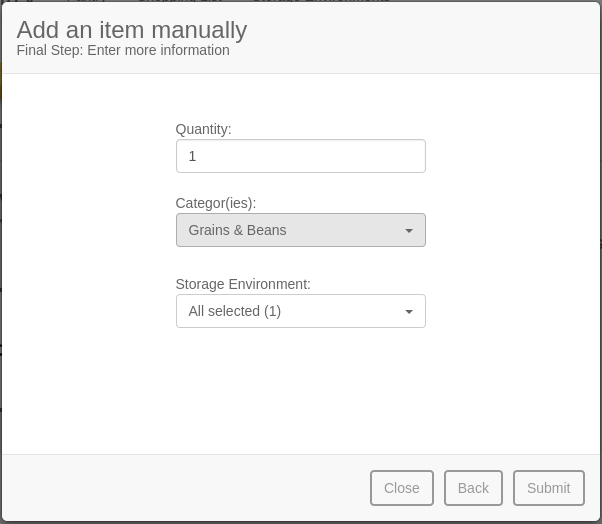 Add an item manually
Final Step: Enter more information
Quantity:
1
Categor(ies):
Grains & Beans
Storage Environment:
All selected (1)
Close
Back
Submit